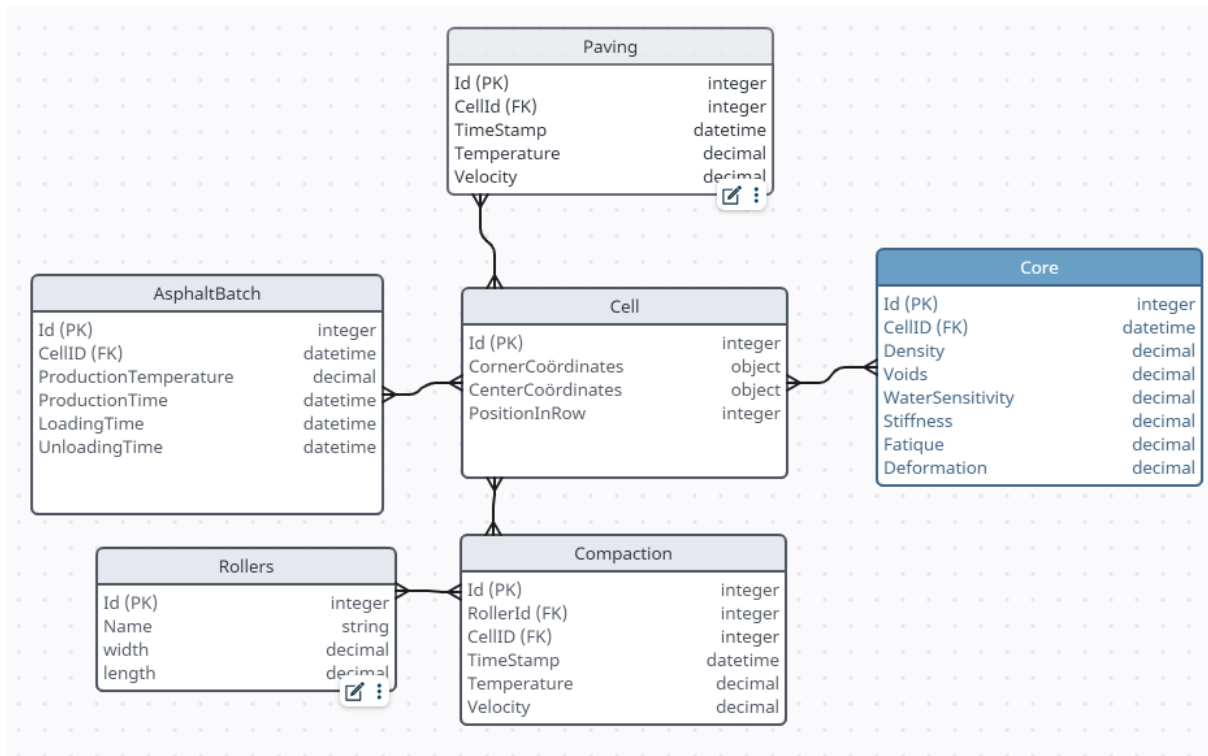 Paving
Id (PK) integer
CellId (FK) integer
TimeStamp datetime
Temperature decimal
Velocity decimal
AsphaltBatch
Id (PK) integer
CellID (FK) datetime
ProductionTemperature decimal
ProductionTime datetime
LoadingTime datetime
UnloadingTime datetime
Cell
Id (PK) integer
CornerCoördinates object
CenterCoördinates object
PositionInRow integer
Core
Id (PK) integer
CellID (FK) datetime
Density decimal
Voids decimal
WaterSensitivity decimal
Stiffness decimal
Fatique decimal
Deformation decimal
Rollers
Id (PK) integer
Name string
width decimal
length decimal
Compaction
Id (PK) integer
RollerId (FK) integer
CellID (FK) integer
TimeStamp datetime
Temperature decimal
Velocity decimal